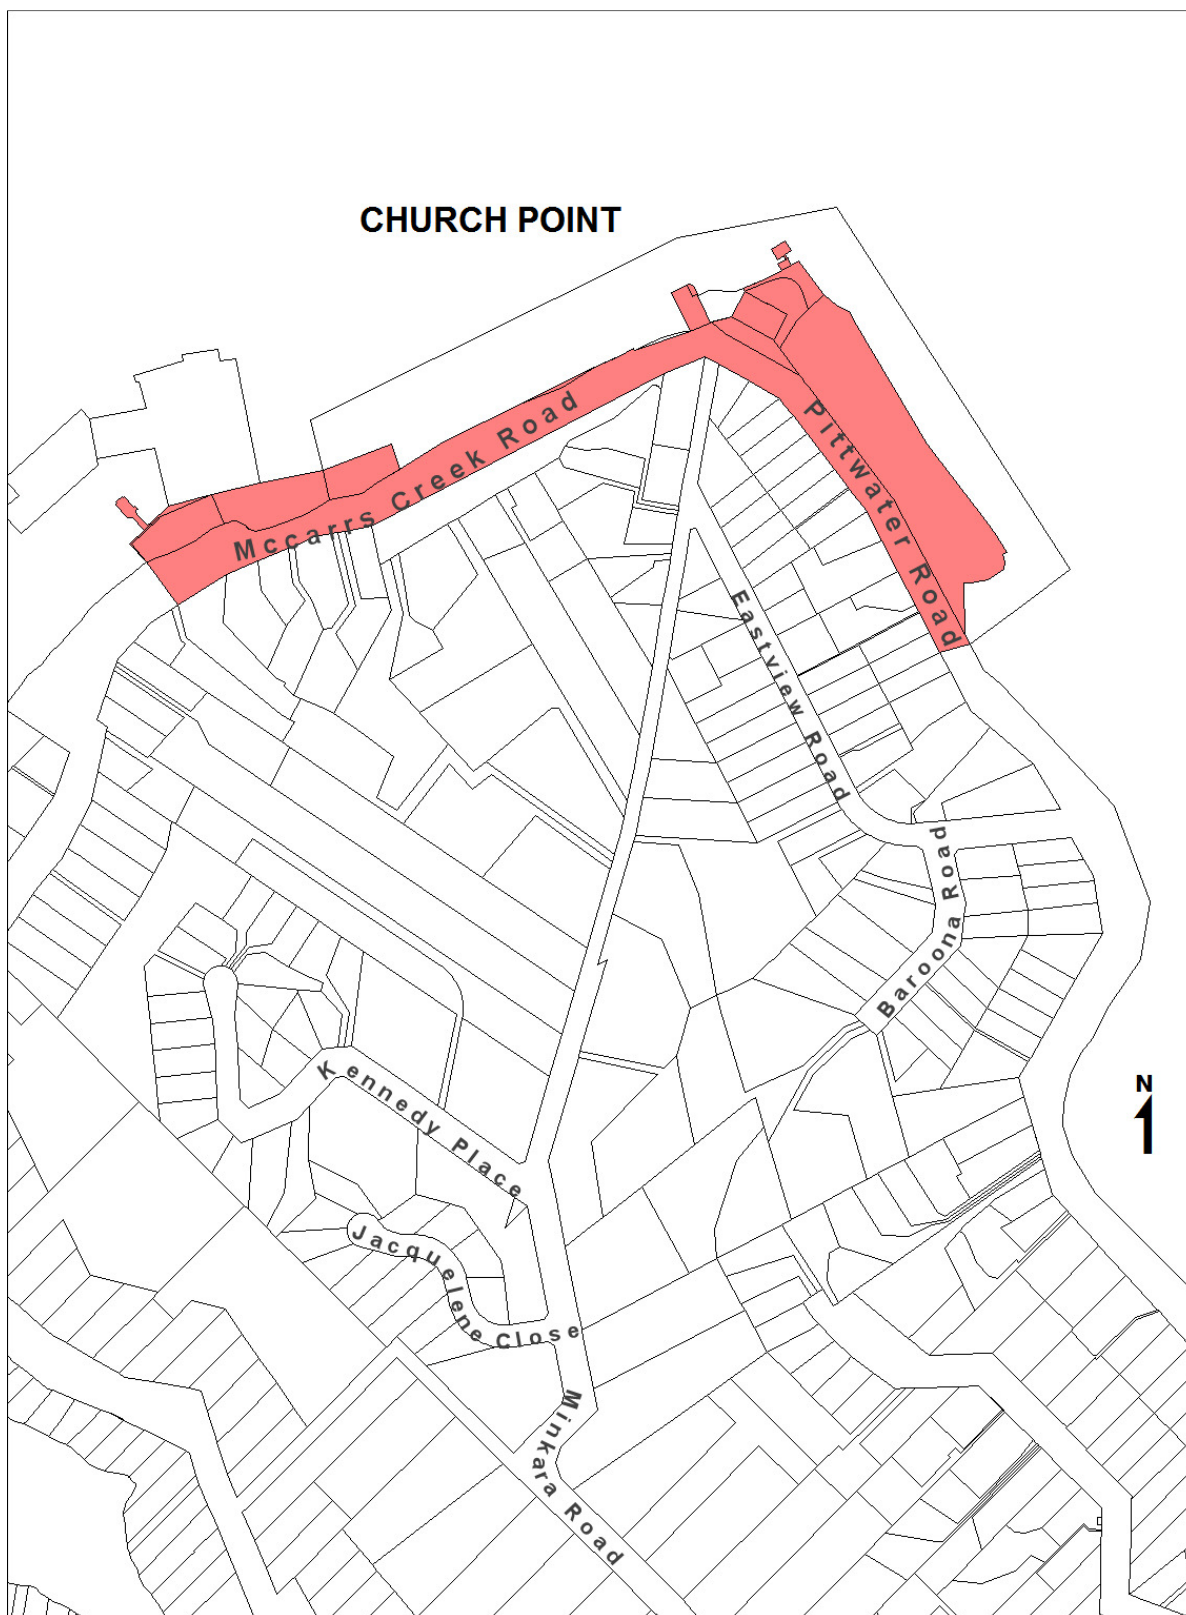 CHURCH POINT
Mccarrs Creek Road
Pittwater Road
Eastview Road
Baroona Road
Kennedy Place
N
Jacquelene Close
Minkara Road